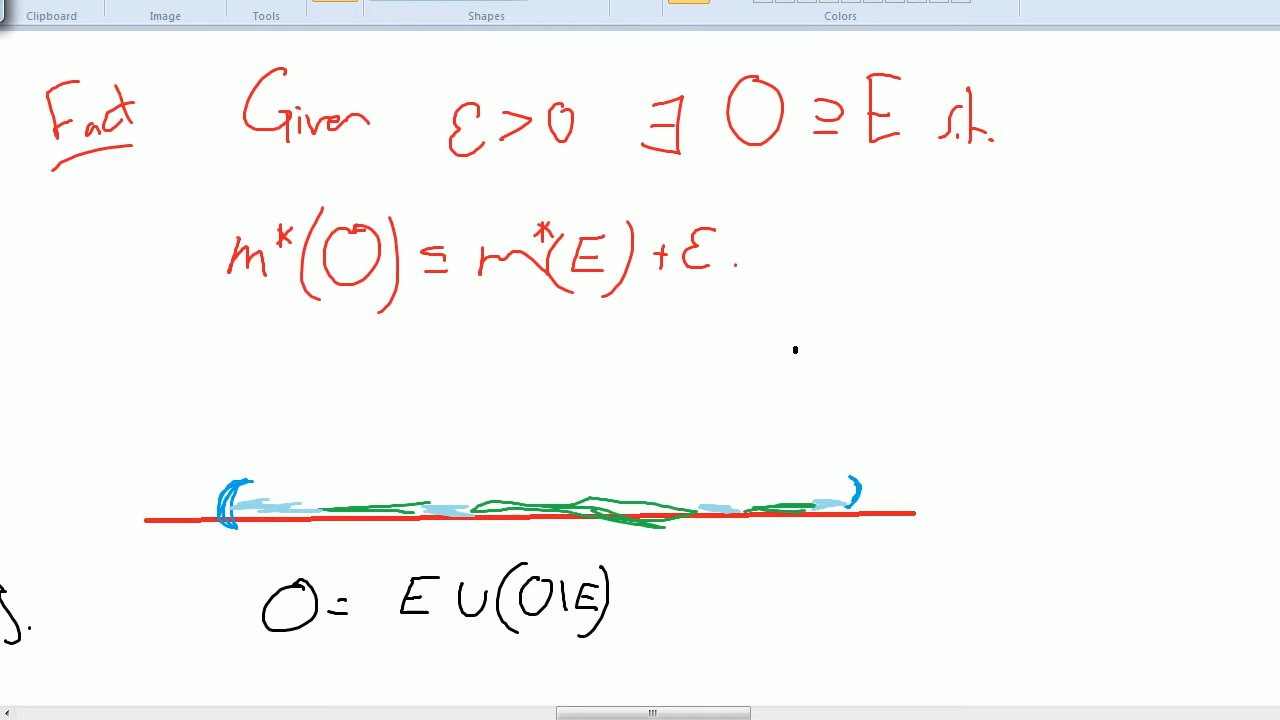 Clipboard Image Tools Shapes Colors
Fact Given ε > 0 ∃ O ⊇ E s.t.
m*(O) ≤ m*(E) + ε.
O = E ∪ (O\E)